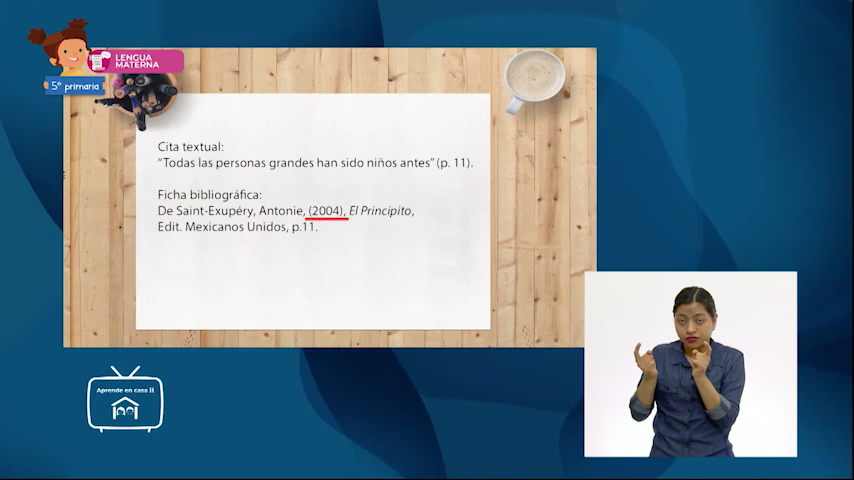 LENGUA
MATERNA
5° primaria
Cita textual:
“Todas las personas grandes han sido niños antes” (p. 11).
Ficha bibliográfica:
De Saint-Exupéry, Antonie, (2004), El Principito,
Edit. Mexicanos Unidos, p.11.
Aprende en casa II